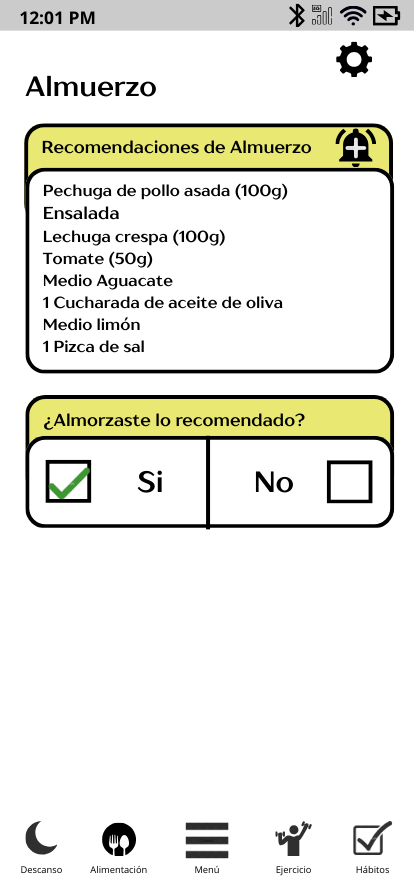 12:01 PM
Almuerzo
Recomendaciones de Almuerzo
Pechuga de pollo asada (100g)
Ensalada
Lechuga crespa (100g)
Tomate (50g)
Medio Aguacate
1 Cucharada de aceite de oliva
Medio limón
1 Pizca de sal
¿Almorzaste lo recomendado?
Si No
Descanso Alimentación Menú Ejercicio Hábitos